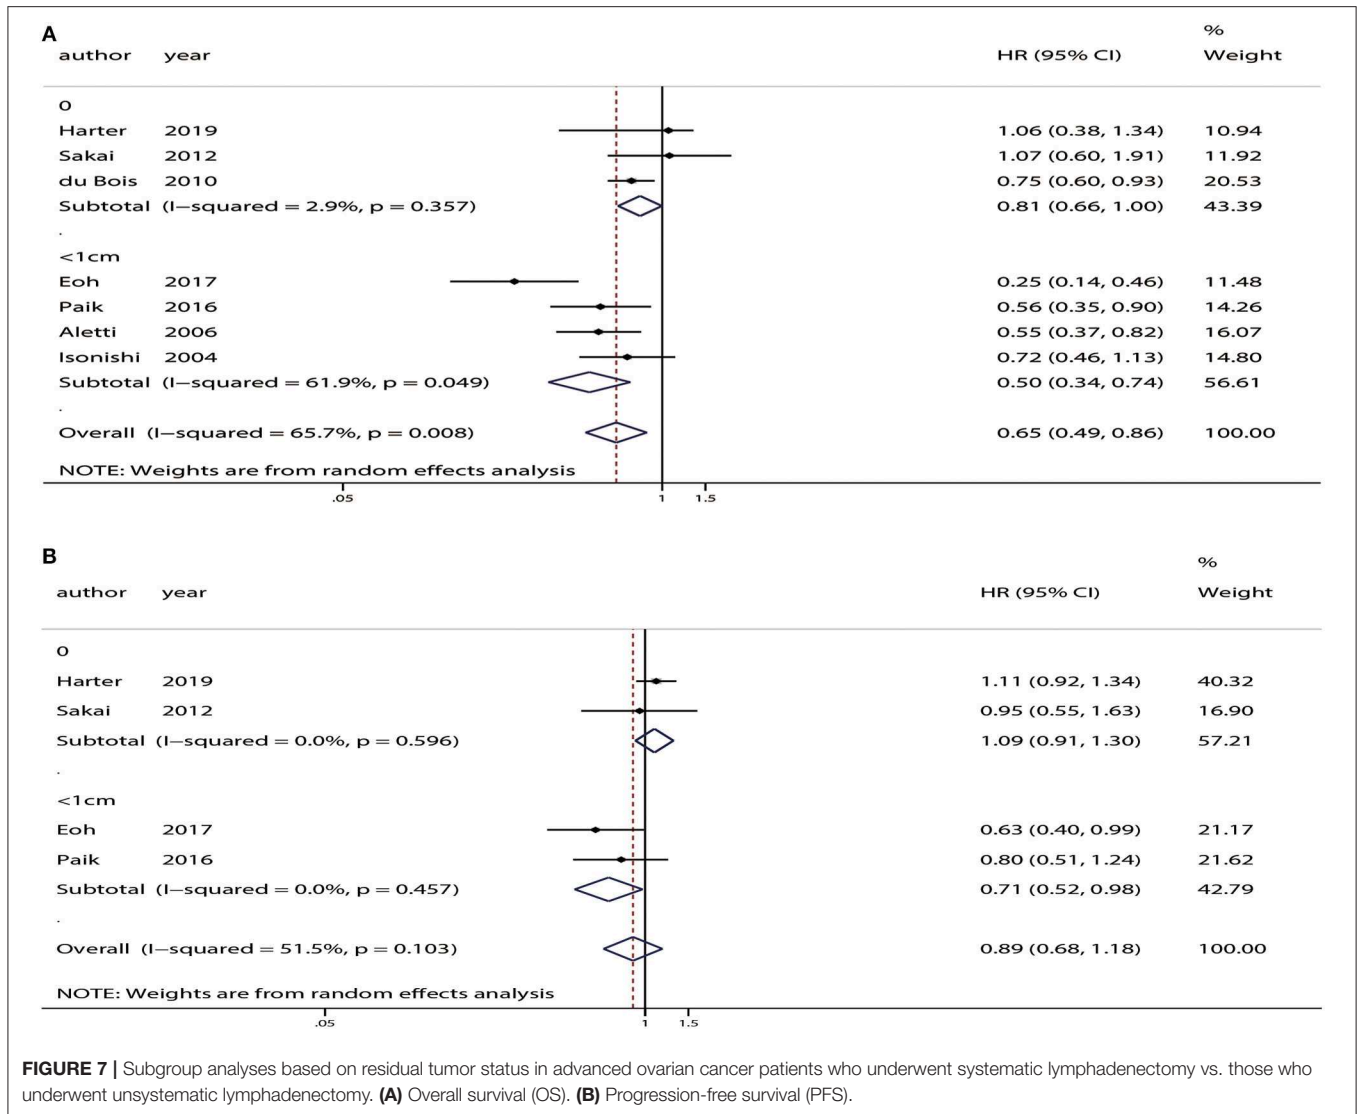 A
%
author year HR (95% CI) Weight
0
Harter 2019 1.06 (0.38, 1.34) 10.94
Sakai 2012 1.07 (0.60, 1.91) 11.92
du Bois 2010 0.75 (0.60, 0.93) 20.53
Subtotal (I−squared = 2.9%, p = 0.357) 0.81 (0.66, 1.00) 43.39
.
<1cm
Eoh 2017 0.25 (0.14, 0.46) 11.48
Paik 2016 0.56 (0.35, 0.90) 14.26
Aletti 2006 0.55 (0.37, 0.82) 16.07
Isonishi 2004 0.72 (0.46, 1.13) 14.80
Subtotal (I−squared = 61.9%, p = 0.049) 0.50 (0.34, 0.74) 56.61
.
Overall (I−squared = 65.7%, p = 0.008) 0.65 (0.49, 0.86) 100.00
NOTE: Weights are from random effects analysis
.05 1 1.5
B
%
author year HR (95% CI) Weight
0
Harter 2019 1.11 (0.92, 1.34) 40.32
Sakai 2012 0.95 (0.55, 1.63) 16.90
Subtotal (I−squared = 0.0%, p = 0.596) 1.09 (0.91, 1.30) 57.21
.
<1cm
Eoh 2017 0.63 (0.40, 0.99) 21.17
Paik 2016 0.80 (0.51, 1.24) 21.62
Subtotal (I−squared = 0.0%, p = 0.457) 0.71 (0.52, 0.98) 42.79
.
Overall (I−squared = 51.5%, p = 0.103) 0.89 (0.68, 1.18) 100.00
NOTE: Weights are from random effects analysis
.05 1 1.5
FIGURE 7 | Subgroup analyses based on residual tumor status in advanced ovarian cancer patients who underwent systematic lymphadenectomy vs. those who
underwent unsystematic lymphadenectomy. (A) Overall survival (OS). (B) Progression-free survival (PFS).